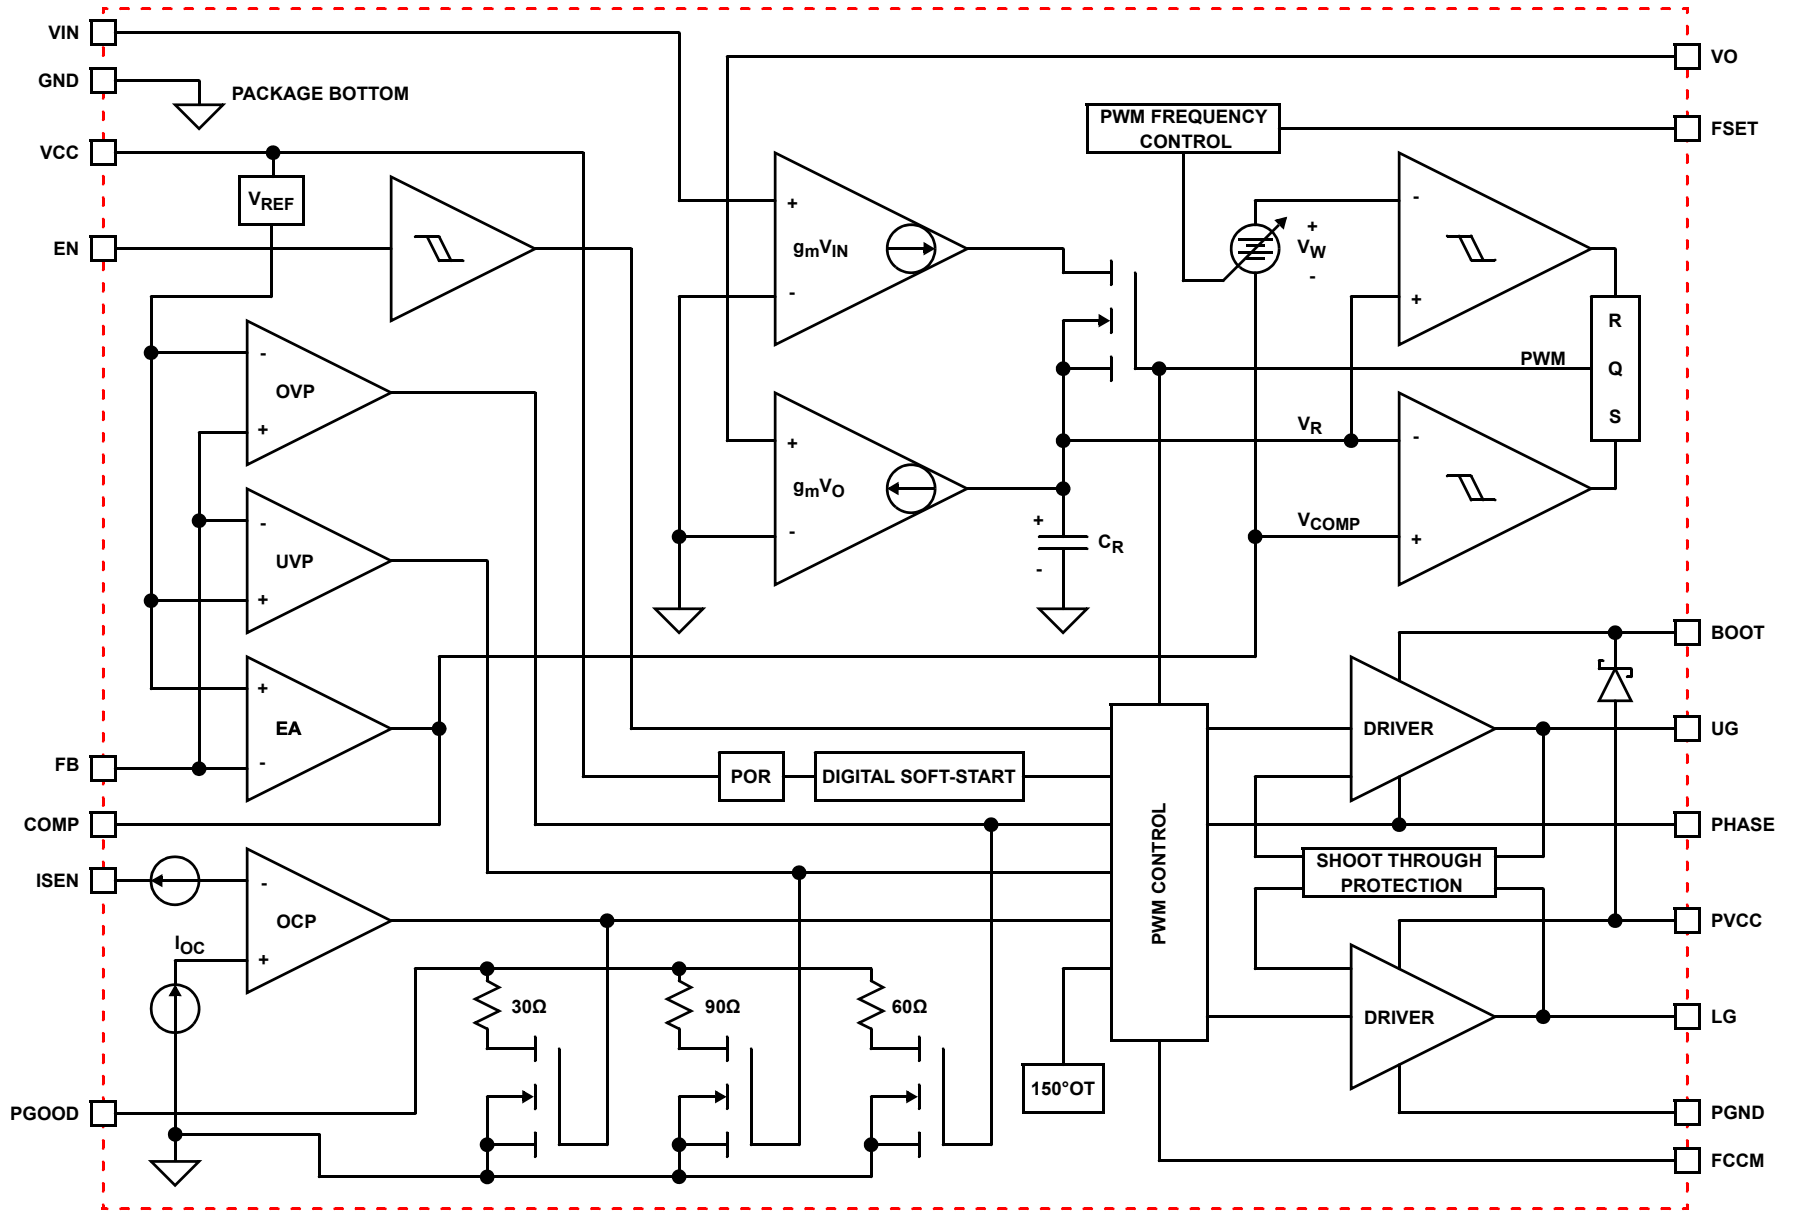 VIN
VO
GND
PACKAGE BOTTOM
PWM FREQUENCY
CONTROL
FSET
VCC
VREF
EN
gmVIN
+
-
+
VW
-
-
+
R
Q
S
PWM
OVP
-
+
gmVO
+
-
VR
VCOMP
-
+
+
CR
-
UVP
-
+
BOOT
EA
+
-
DRIVER
UG
FB
POR
DIGITAL SOFT-START
COMP
PHASE
PWM CONTROL
SHOOT THROUGH
PROTECTION
ISEN
-
OCP
+
IOC
PVCC
30Ω
90Ω
60Ω
DRIVER
LG
150°OT
PGOOD
PGND
FCCM